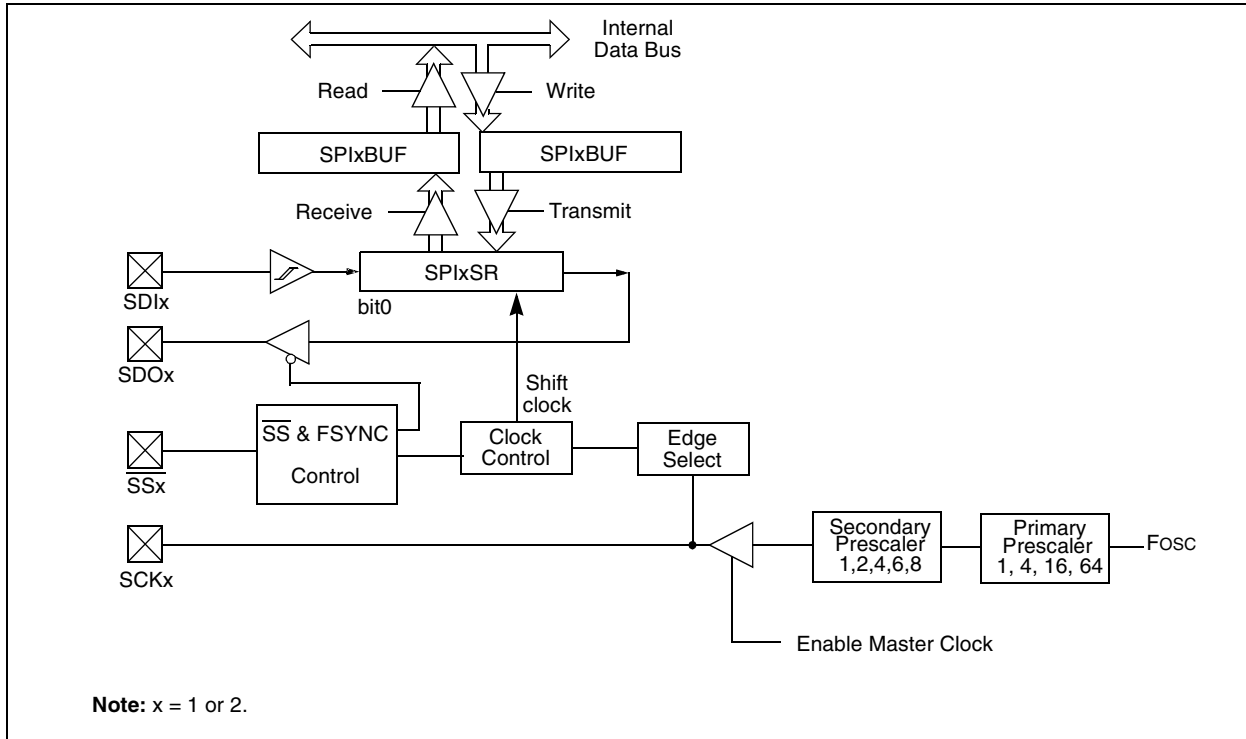 Internal
Data Bus
Read
Write
SPIxBUF
SPIxBUF
Receive
Transmit
SDIx
SPIxSR
bit0
SDOx
Shift
clock
SS & FSYNC
Control
Clock
Control
Edge
Select
SSx
SCKx
Secondary
Prescaler
1,2,4,6,8
Primary
Prescaler
1, 4, 16, 64
FOSC
Enable Master Clock
Note: x = 1 or 2.